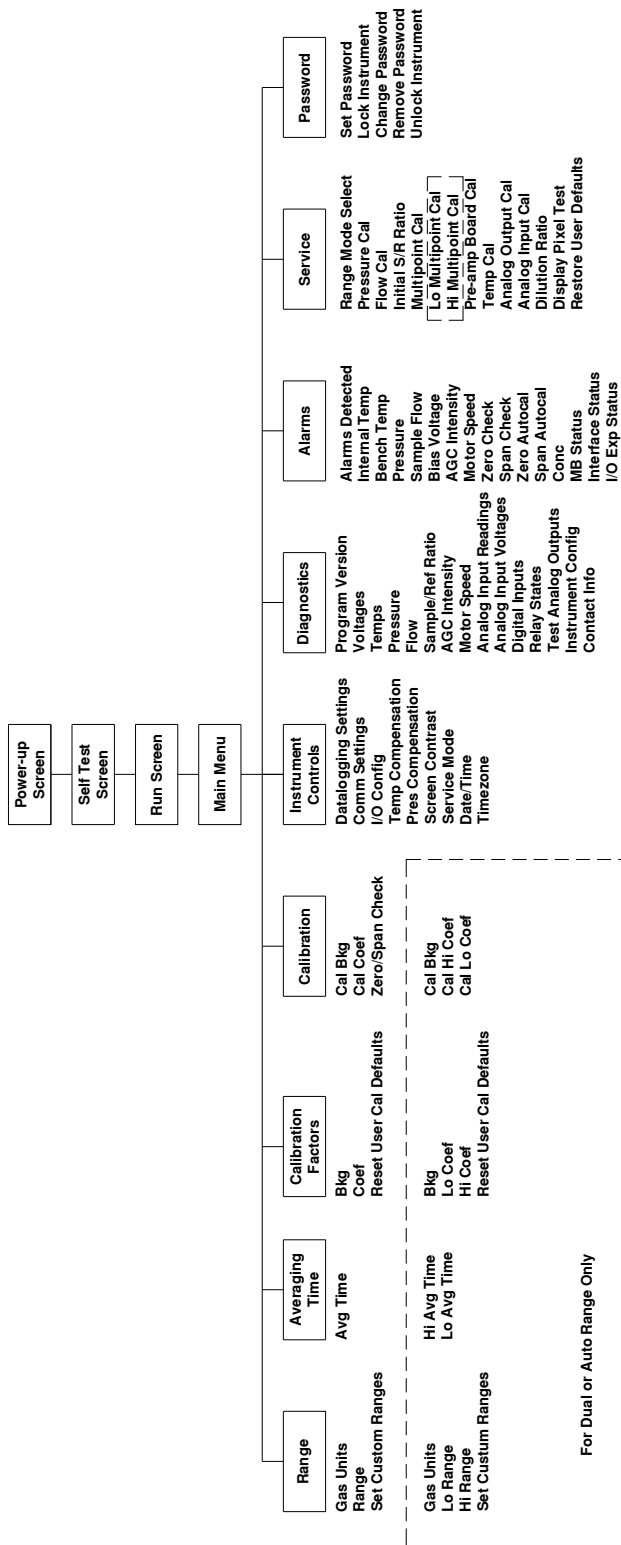 Power-up
Screen
Self Test
Screen
Run Screen
Main Menu
Range
Gas Units
Range
Set Custom Ranges
Gas Units
Lo Range
Hi Range
Set Custum Ranges
Averaging
Time
Avg Time
Hi Avg Time
Lo Avg Time
Calibration
Factors
Bkg
Coef
Reset User Cal Defaults
Bkg
Lo Coef
Hi Coef
Reset User Cal Defaults
Calibration
Cal Bkg
Cal Coef
Zero/Span Check
Cal Bkg
Cal Hi Coef
Cal Lo Coef
For Dual or Auto Range Only
Instrument
Controls
Datalogging Settings
Comm Settings
I/O Config
Temp Compensation
Pres Compensation
Screen Contrast
Service Mode
Date/Time
Timezone
Diagnostics
Program Version
Voltages
Temps
Pressure
Flow
Sample/Ref Ratio
AGC Intensity
Motor Speed
Analog Input Readings
Analog Input Voltages
Digital Inputs
Relay States
Test Analog Outputs
Instrument Config
Contact Info
Alarms
Alarms Detected
Internal Temp
Bench Temp
Pressure
Sample Flow
Bias Voltage
AGC Intensity
Motor Speed
Zero Check
Span Check
Zero Autocal
Span Autocal
Conc
MB Status
Interface Status
I/O Exp Status
Service
Range Mode Select
Pressure Cal
Flow Cal
Initial S/R Ratio
Multipoint Cal
Lo Multipoint Cal
Hi Multipoint Cal
Pre-amp Board Cal
Temp Cal
Analog Output Cal
Analog Input Cal
Dilution Ratio
Display Pixel Test
Restore User Defaults
Password
Set Password
Lock Instrument
Change Password
Remove Password
Unlock Instrument